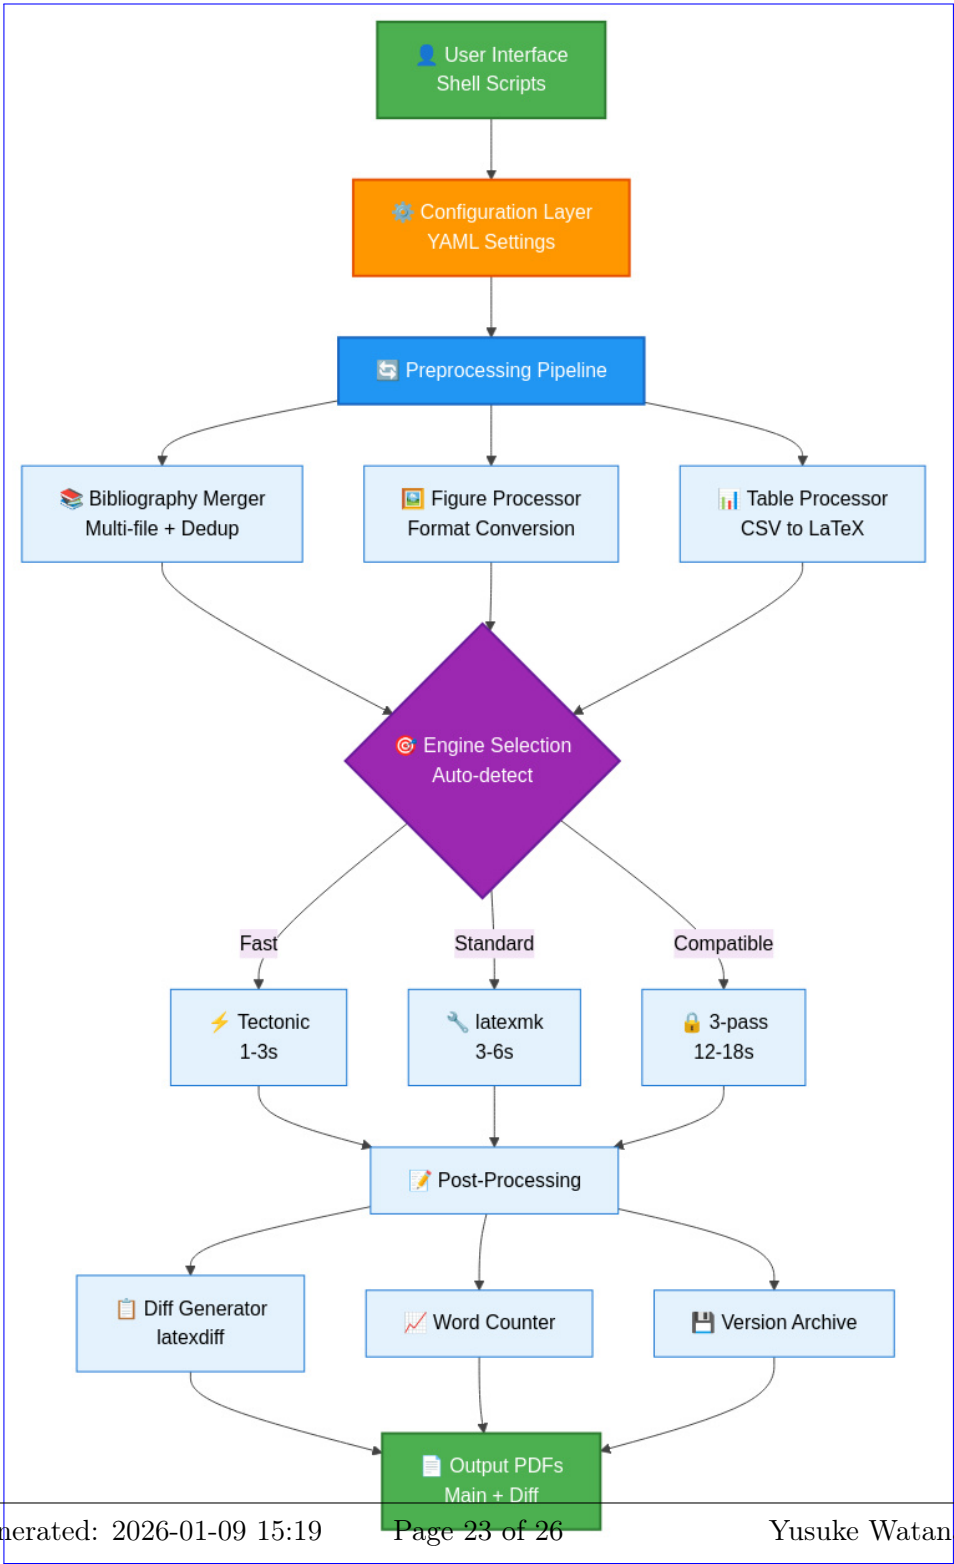 👤 User Interface
Shell Scripts
⚙️ Configuration Layer
YAML Settings
🔄 Preprocessing Pipeline
📚 Bibliography Merger
Multi-file + Dedup
🖼️ Figure Processor
Format Conversion
📊 Table Processor
CSV to LaTeX
🎯 Engine Selection
Auto-detect
Fast
Standard
Compatible
⚡ Tectonic
1-3s
🔧 latexmk
3-6s
🔒 3-pass
12-18s
📝 Post-Processing
📋 Diff Generator
latexdiff
📈 Word Counter
💾 Version Archive
📄 Output PDFs
Main + Diff
nerated: 2026-01-09 15:19 Page 23 of 26 Yusuke Watan